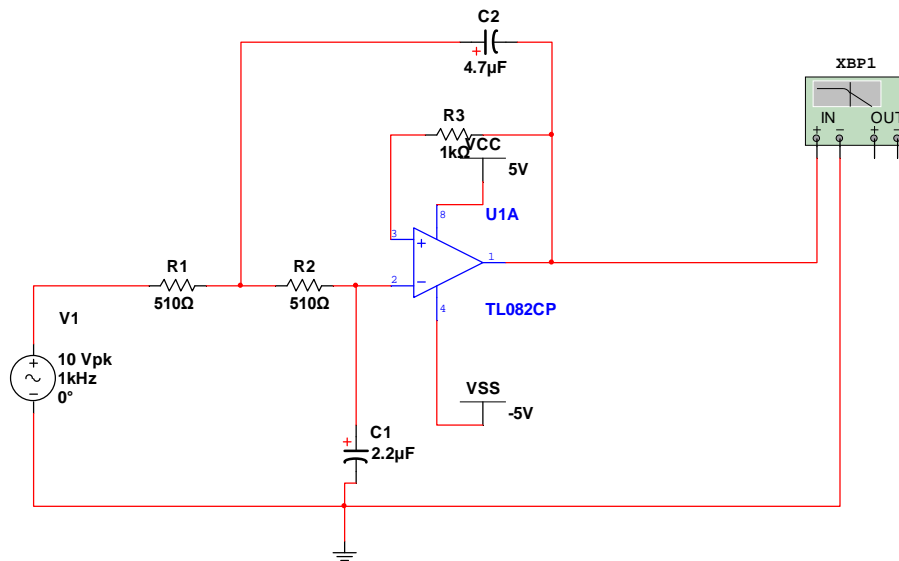 C2
4.7µF
XBP1
IN OUT
R3
1kΩ
VCC
5V
U1A
8
3
1
2
4
TL082CP
R1
510Ω
R2
510Ω
V1
10 Vpk
1kHz
0°
VSS
-5V
C1
2.2µF